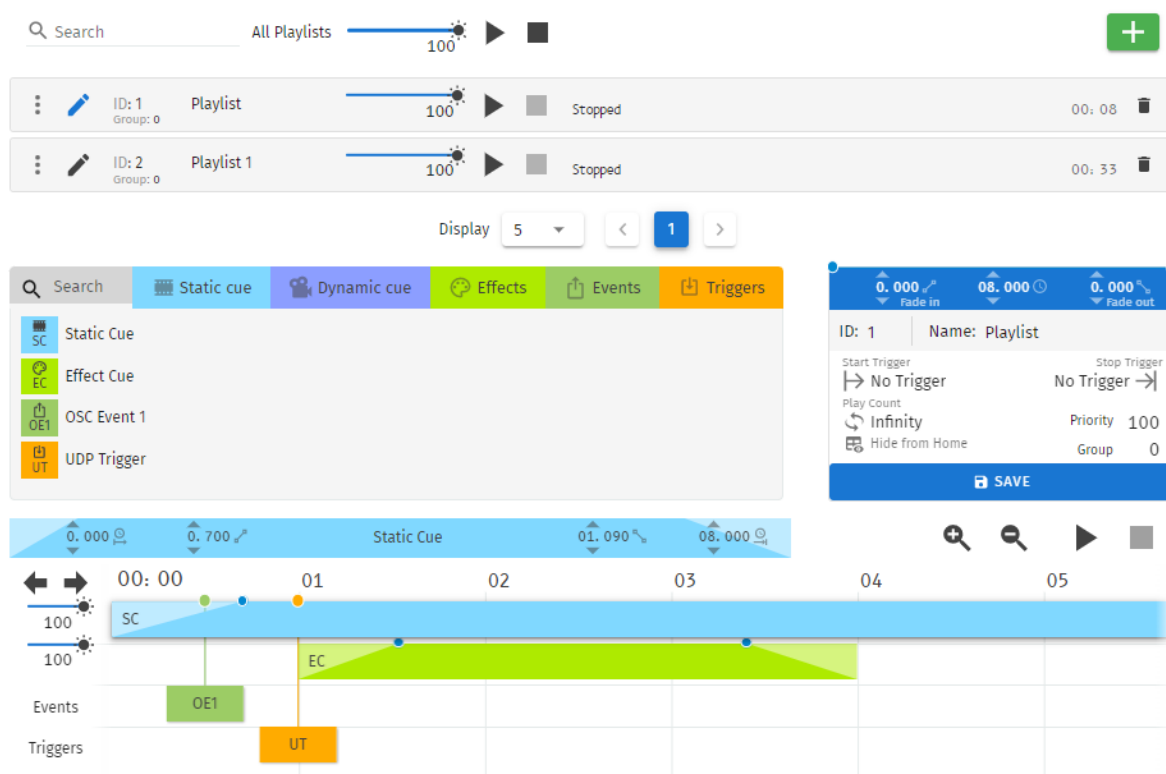 Search All Playlists 100
ID: 1 Playlist 100 Stopped 00: 08
Group: 0
ID: 2 Playlist 1 100 Stopped 00: 33
Group: 0
Display 5 1
Search Static cue Dynamic cue Effects Events Triggers
SC Static Cue
EC Effect Cue
OE1 OSC Event 1
UT UDP Trigger
0. 000 08. 000 0. 000
Fade in Fade out
ID: 1 Name: Playlist
Start Trigger Stop Trigger
No Trigger No Trigger
Play Count
Infinity Priority 100
Hide from Home Group 0
SAVE
0. 000 0. 700 Static Cue 01. 090 08. 000
00: 00 01 02 03 04 05
100 SC
100 EC
Events OE1
Triggers UT